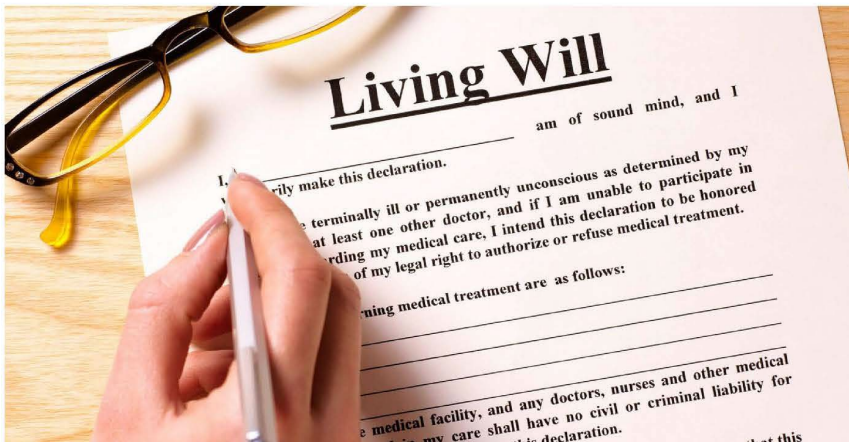 Living Will
I, am of sound mind, and I
rily make this declaration.
terminally ill or permanently unconscious as determined by my
at least one other doctor, and if I am unable to participate in
rding my medical care, I intend this declaration to be honored
of my legal right to authorize or refuse medical treatment.
ning medical treatment are as follows:
medical facility, and any doctors, nurses and other medical
my care shall have no civil or criminal liability for
declaration.
at this